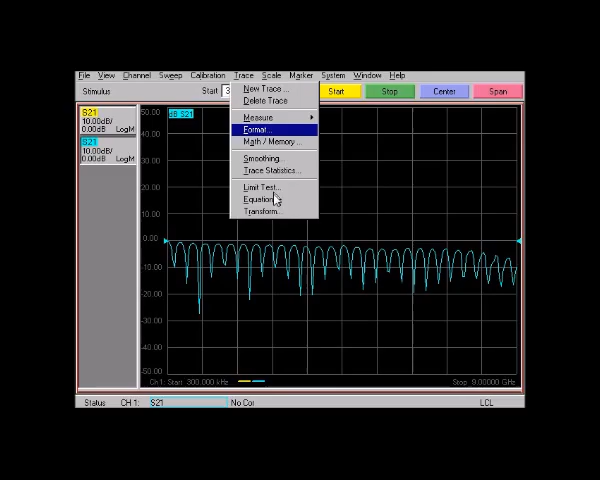 File View Channel Sweep Calibration Trace Scale Marker System Window Help
Stimulus Start 3 Start Stop Center Span
New Trace ...
Delete Trace
Measure
Format...
Math / Memory ...
Smoothing...
Trace Statistics...
Limit Test...
Equation
Transform...
S21
10.00dB/
0.00dB LogM
S21
10.00dB/
0.00dB LogM
50.00
dB S21
40.00
30.00
20.00
10.00
0.00
-10.00
-20.00
-30.00
-40.00
-50.00
Ch1: Start 300.000 kHz
Stop 9.00000 GHz
Status CH 1: S21 No Cor LCL